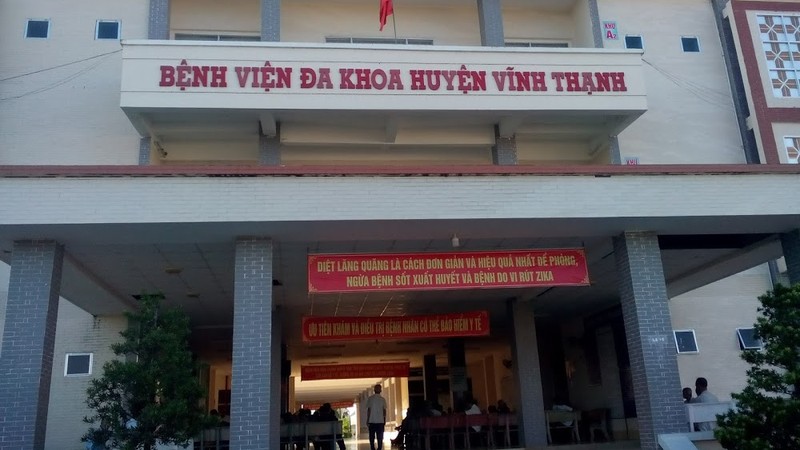 KHU
A2
BỆNH VIỆN ĐA KHOA HUYỆN VĨNH THẠNH
DIỆT LĂNG QUĂNG LÀ CÁCH ĐƠN GIẢN VÀ HIỆU QUẢ NHẤT ĐỂ PHÒNG,
NGỪA BỆNH SỐT XUẤT HUYẾT VÀ BỆNH DO VI RÚT ZIKA
ƯU TIÊN KHÁM VÀ ĐIỀU TRỊ BỆNH NHÂN CÓ THẺ BẢO HIỂM Y TẾ